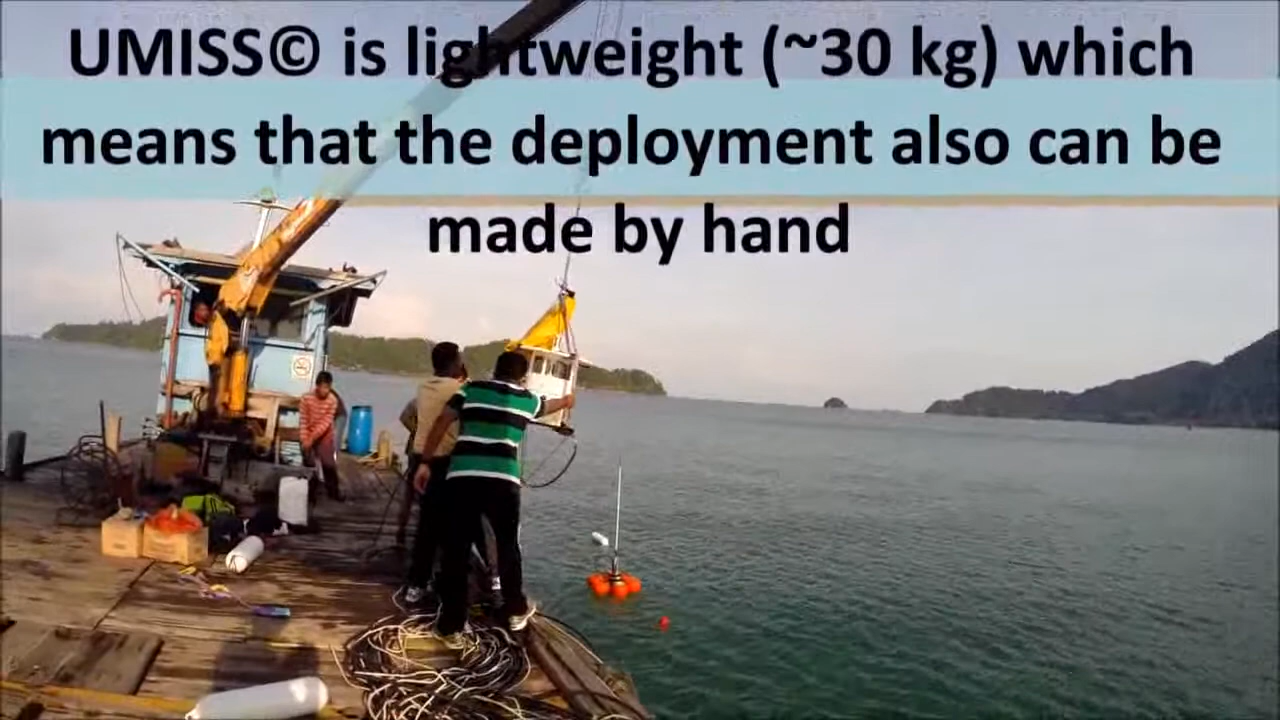 UMISS© is lightweight (~30 kg) which
means that the deployment also can be
made by hand